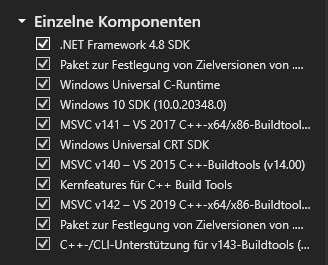 Einzelne Komponenten
.NET Framework 4.8 SDK
Paket zur Festlegung von Zielversionen von ....
Windows Universal C-Runtime
Windows 10 SDK (10.0.20348.0)
MSVC v141 – VS 2017 C++-x64/x86-Buildtool...
Windows Universal CRT SDK
MSVC v140 – VS 2015 C++-Buildtools (v14.00)
Kernfeatures für C++ Build Tools
MSVC v142 – VS 2019 C++-x64/x86-Buildtool...
Paket zur Festlegung von Zielversionen von ....
C++-/CLI-Unterstützung für v143-Buildtools (...